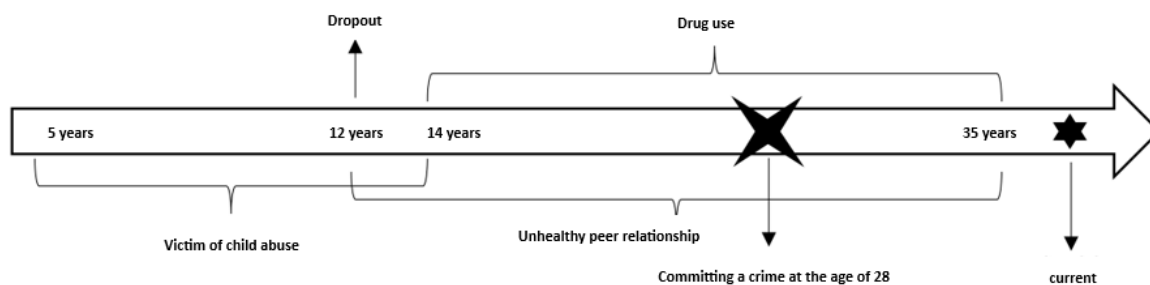 Dropout
Drug use
5 years
12 years
14 years
35 years
Victim of child abuse
Unhealthy peer relationship
Committing a crime at the age of 28
current